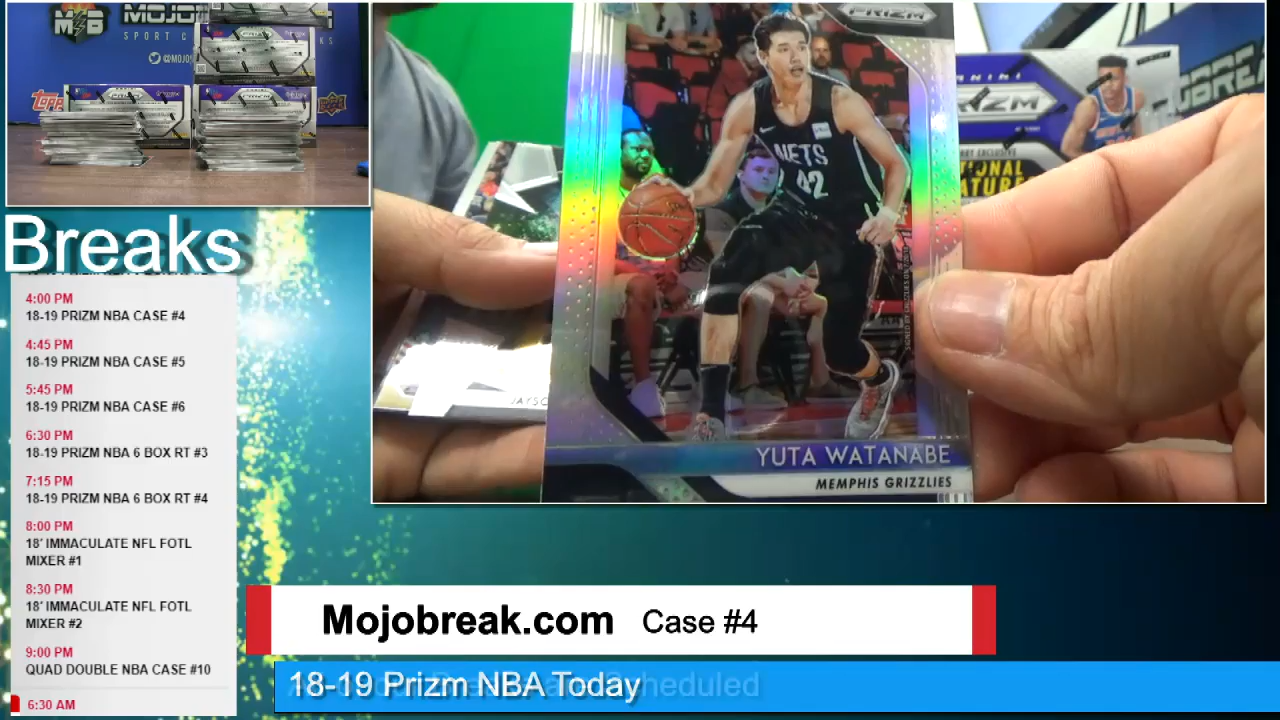 MOJO
SPORT C
@MOJO
Topps
Breaks
4:00 PM
18-19 PRIZM NBA CASE #4
4:45 PM
18-19 PRIZM NBA CASE #5
5:45 PM
18-19 PRIZM NBA CASE #6
6:30 PM
18-19 PRIZM NBA 6 BOX RT #3
7:15 PM
18-19 PRIZM NBA 6 BOX RT #4
8:00 PM
18' IMMACULATE NFL FOTL
MIXER #1
8:30 PM
18' IMMACULATE NFL FOTL
MIXER #2
9:00 PM
QUAD DOUBLE NBA CASE #10
6:30 AM
PRIZM
NETS
42
YUTA WATANABE
MEMPHIS GRIZZLIES
JAYSO
PANINI
PRIZM
Mojobreak.com Case #4
18-19 Prizm NBA Today